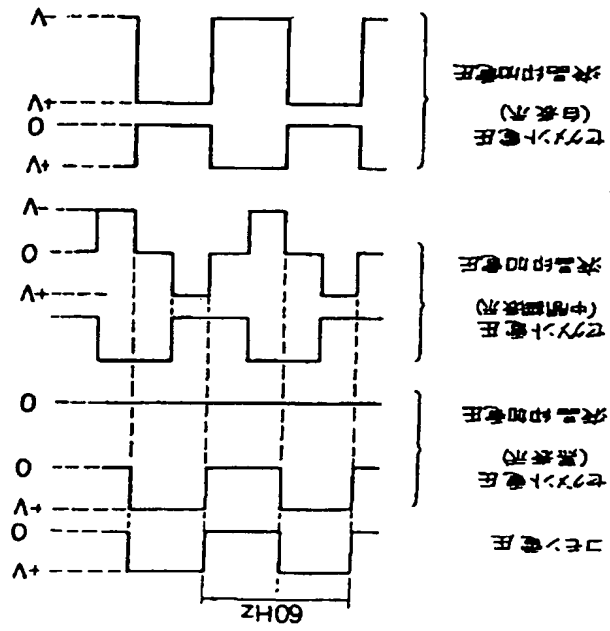 60Hz
+V
コモン電圧
0
+V
セグメント電圧
(黒表示)
0
液晶印加電圧
0
セグメント電圧
(中間調表示)
+V
液晶印加電圧
0
-V
+V
セグメント電圧
(白表示)
0
+V
液晶印加電圧
-V